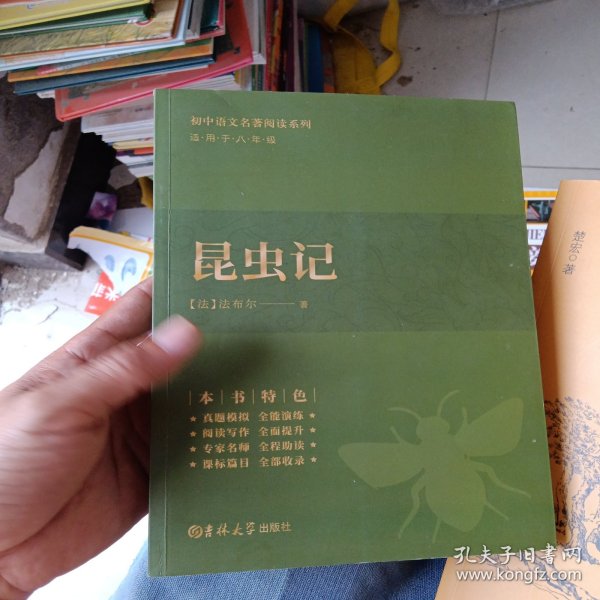 初中语文名著阅读系列
适·用·于·八·年·级
昆虫记
【法】法布尔——著
本书特色
★ 真题模拟 全能演练 ★
★ 阅读写作 全面提升 ★
★ 专家名师 全程助读 ★
★ 课标篇目 全部收录 ★
吉林大学出版社
楚宏○著
孔夫子旧书网
www.kongfz.com